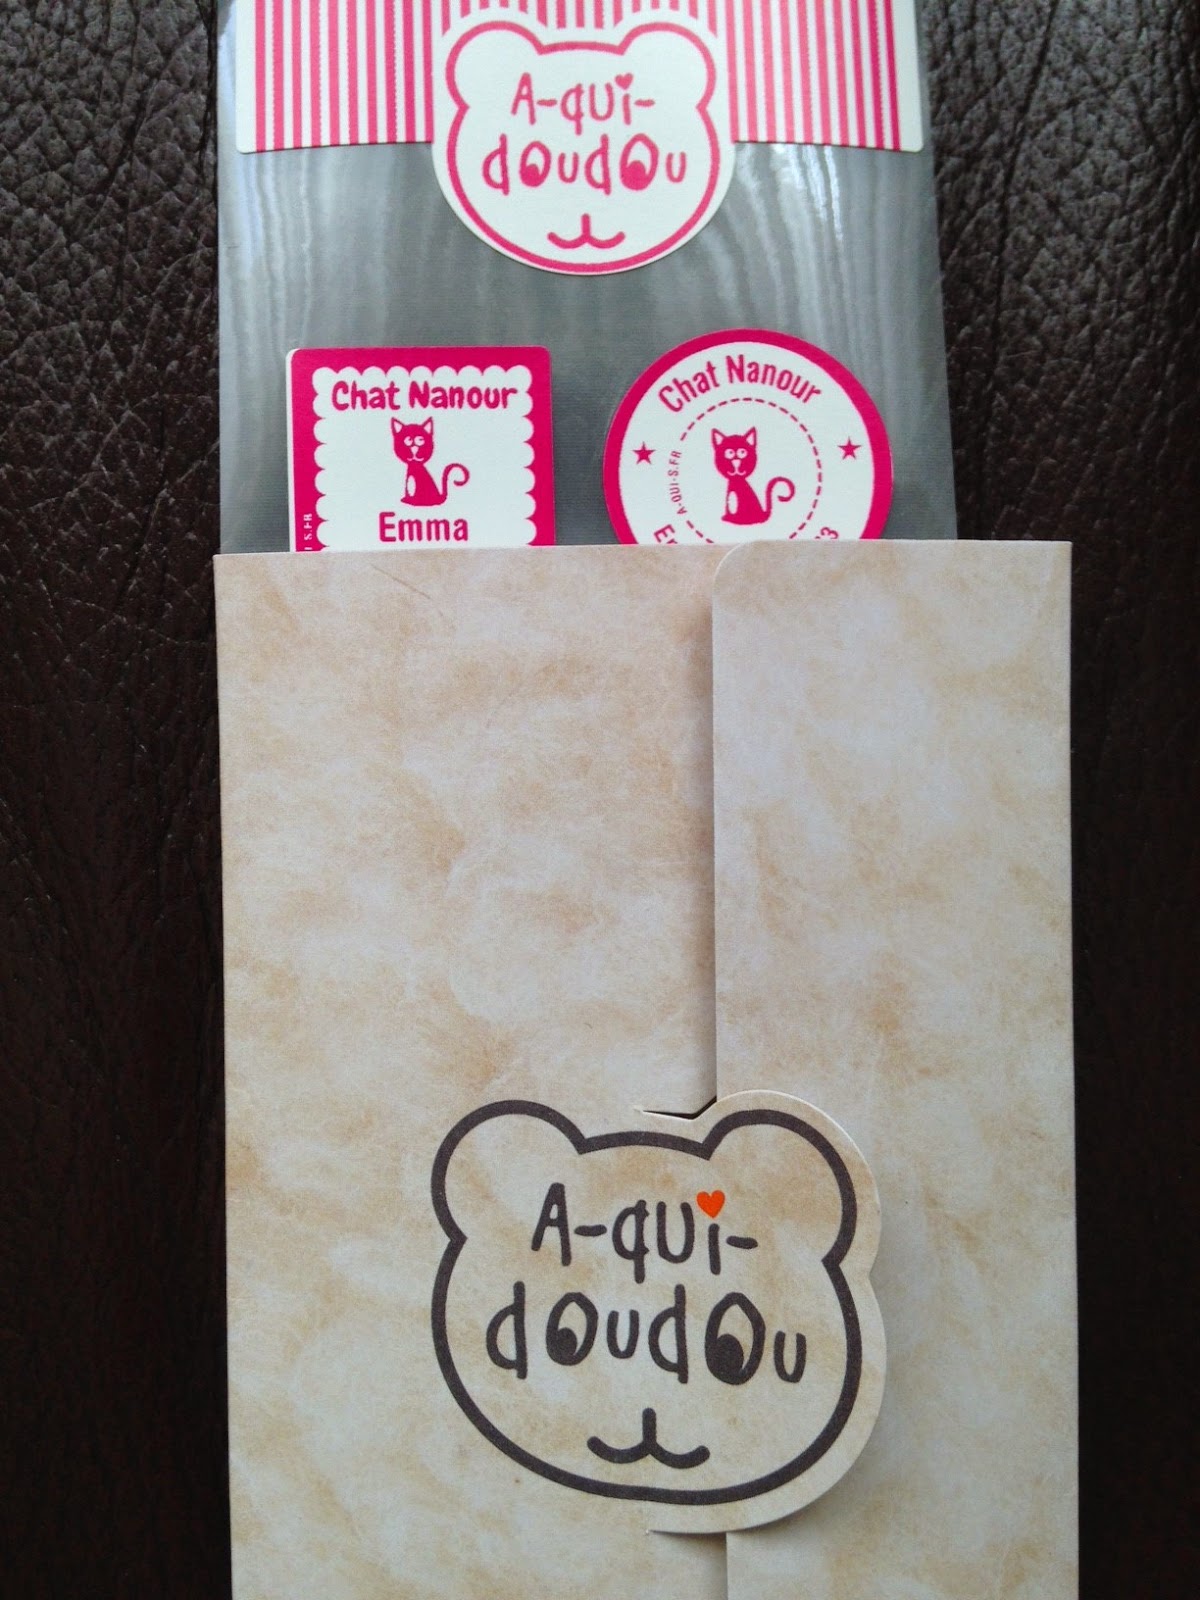 A-qui-
doudou
Chat Nanour
Emma
Chat Nanour
A-QUI-S.FR
A-qui-
doudou